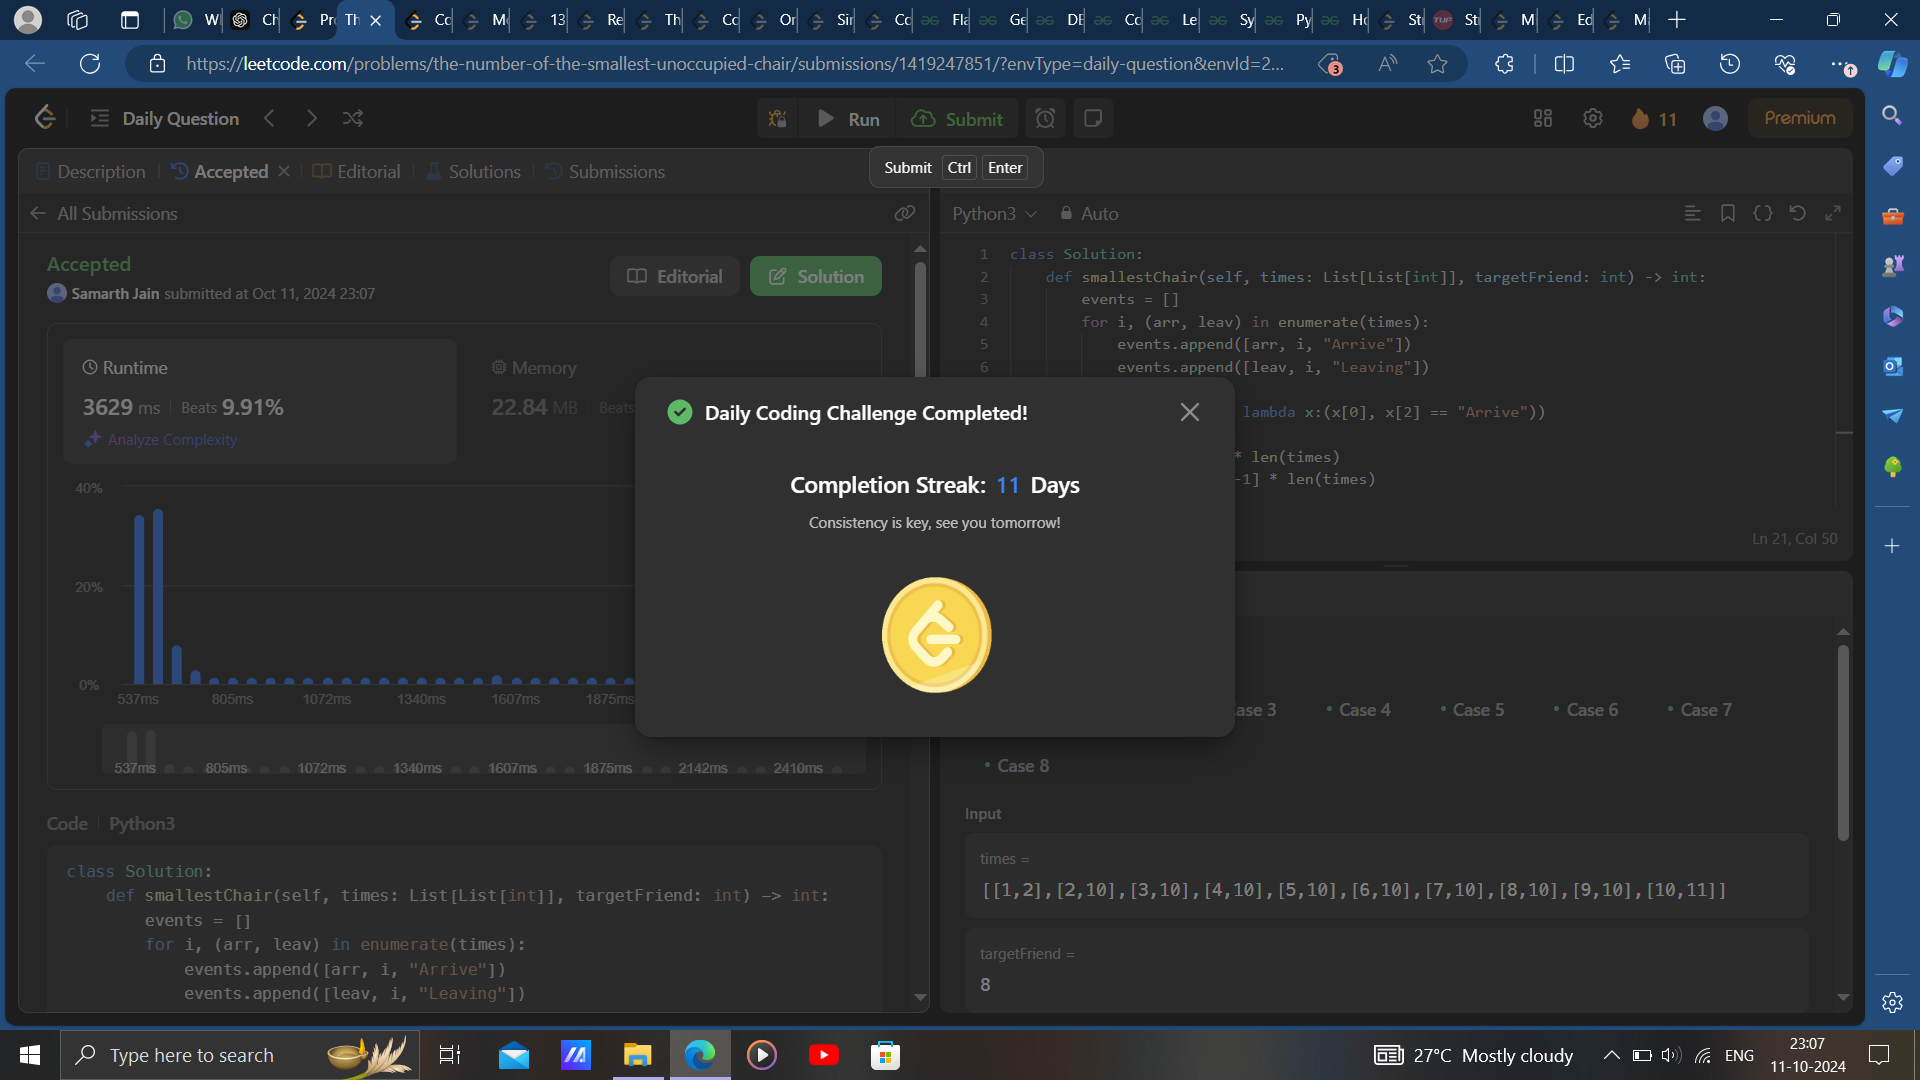 W
Ch
Pr
Th
Co
M
13
Re
Th
Co
Or
Sir
Co
Fla
Ge
DE
Co
Le
Sy
Py
Ho
Str
TUF
St
M
Ed
M
https://leetcode.com/problems/the-number-of-the-smallest-unoccupied-chair/submissions/1419247851/?envType=daily-question&envId=2...
3
Daily Question
Run
Submit
11
Premium
Description
Accepted
Editorial
Solutions
Submissions
Submit Ctrl Enter
All Submissions
Python3
Auto
Accepted
Samarth Jain submitted at Oct 11, 2024 23:07
Editorial
Solution
Runtime
3629 ms | Beats 9.91%
Analyze Complexity
Memory
22.84 MB | Beats
40%
20%
0%
537ms 805ms 1072ms 1340ms 1607ms 1875ms
537ms 805ms 1072ms 1340ms 1607ms 1875ms 2142ms 2410ms
Code | Python3
class Solution:
def smallestChair(self, times: List[List[int]], targetFriend: int) -> int:
events = []
for i, (arr, leav) in enumerate(times):
events.append([arr, i, "Arrive"])
events.append([leav, i, "Leaving"])
1 class Solution:
2 def smallestChair(self, times: List[List[int]], targetFriend: int) -> int:
3 events = []
4 for i, (arr, leav) in enumerate(times):
5 events.append([arr, i, "Arrive"])
6 events.append([leav, i, "Leaving"])
lambda x:(x[0], x[2] == "Arrive"))
* len(times)
-1] * len(times)
Ln 21, Col 50
Daily Coding Challenge Completed!
Completion Streak: 11 Days
Consistency is key, see you tomorrow!
ase 3
Case 4
Case 5
Case 6
Case 7
Case 8
Input
times =
[[1,2],[2,10],[3,10],[4,10],[5,10],[6,10],[7,10],[8,10],[9,10],[10,11]]
targetFriend =
8
Type here to search
27°C Mostly cloudy
ENG
23:07
11-10-2024